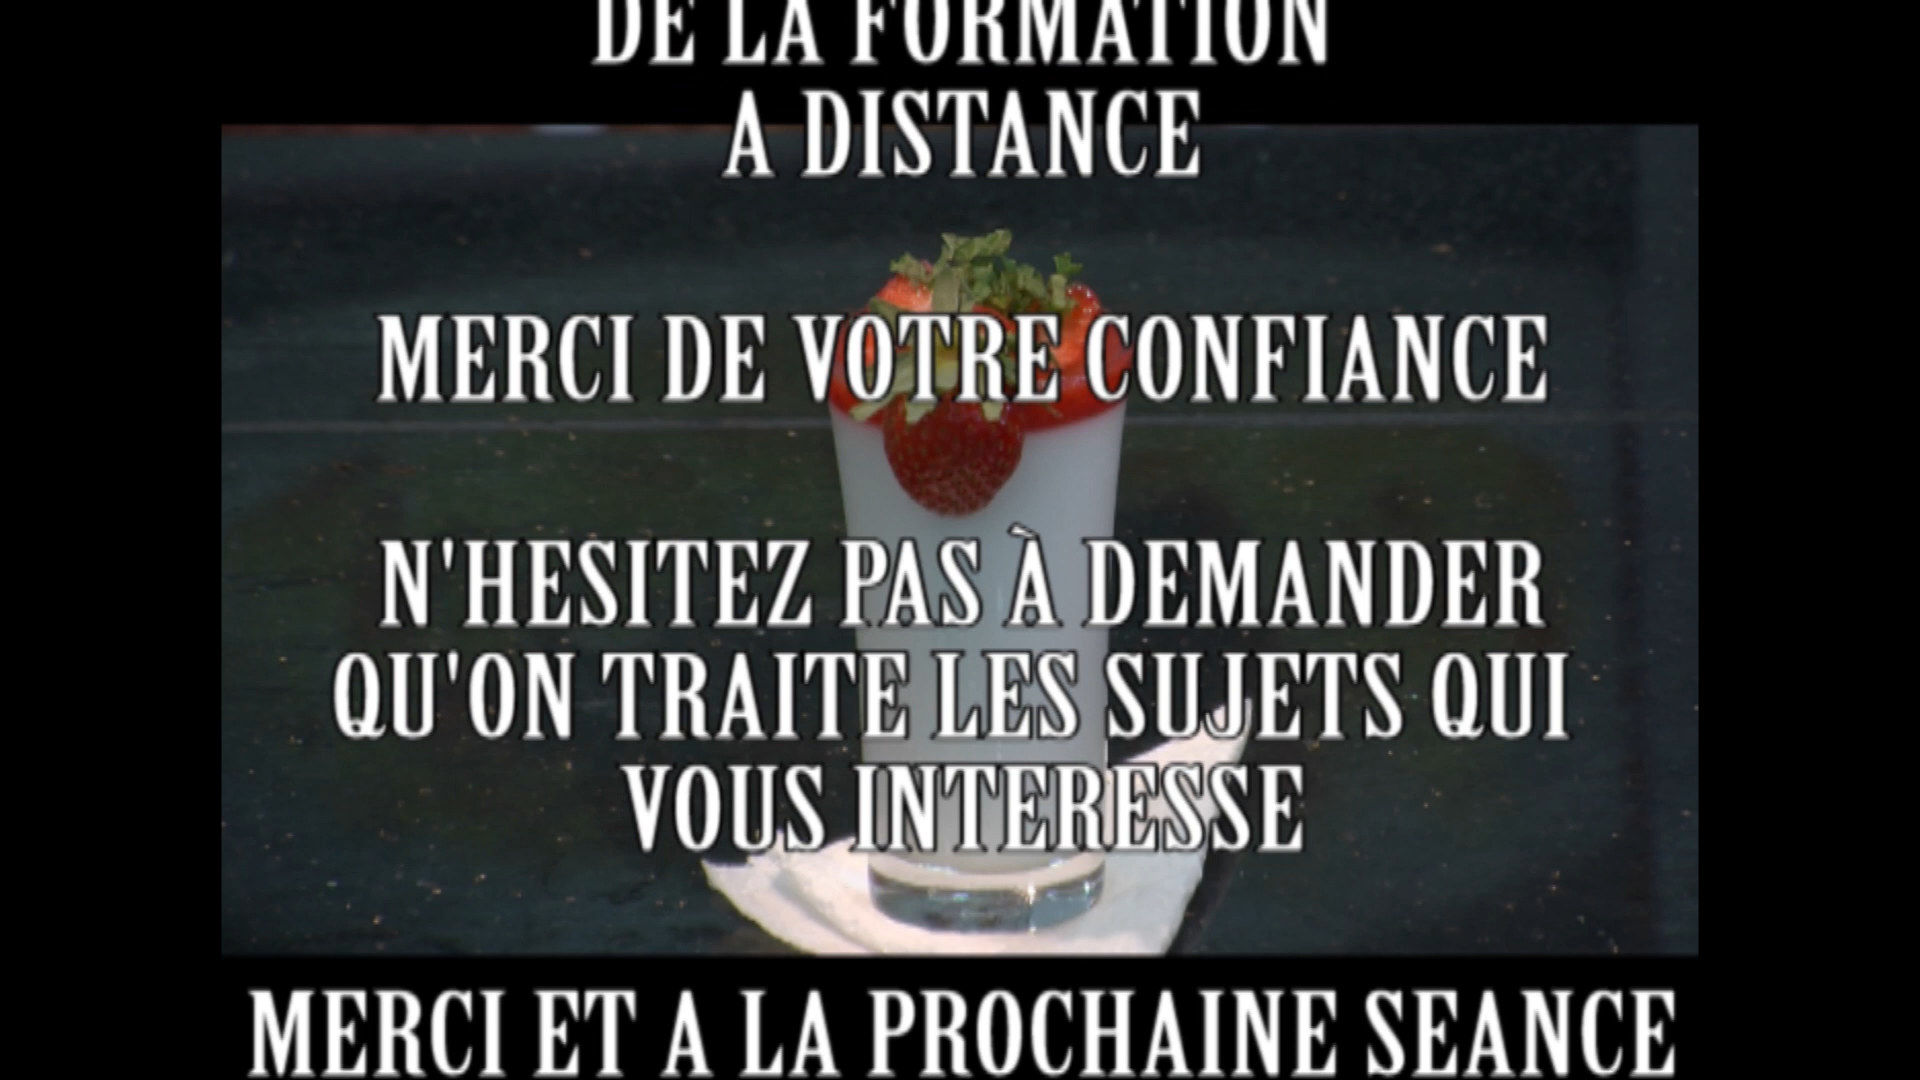 DE LA FORMATION
A DISTANCE
MERCI DE VOTRE CONFIANCE
N'HESITEZ PAS À DEMANDER
QU'ON TRAITE LES SUJETS QUI
VOUS INTERESSE
MERCI ET A LA PROCHAINE SEANCE